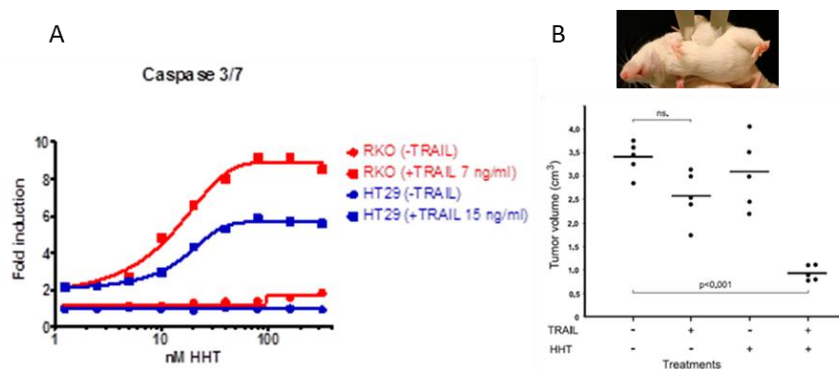 A
Caspase 3/7
Fold induction
10
8
6
4
2
0
1
10
100
nM HHT
RKO (-TRAIL)
RKO (+TRAIL 7 ng/ml)
HT29 (-TRAIL)
HT29 (+TRAIL 15 ng/ml)
B
Tumor volume (cm3)
4,0
3,5
3,0
2,5
2,0
1,5
1,0
0,5
0
ns.
p<0,001
TRAIL - + - +
HHT - - + +
Treatments